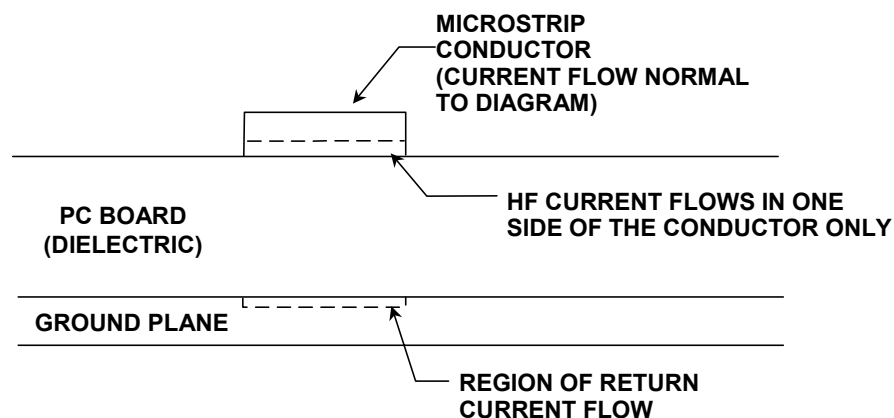 MICROSTRIP
CONDUCTOR
(CURRENT FLOW NORMAL
TO DIAGRAM)
HF CURRENT FLOWS IN ONE
SIDE OF THE CONDUCTOR ONLY
PC BOARD
(DIELECTRIC)
GROUND PLANE
REGION OF RETURN
CURRENT FLOW